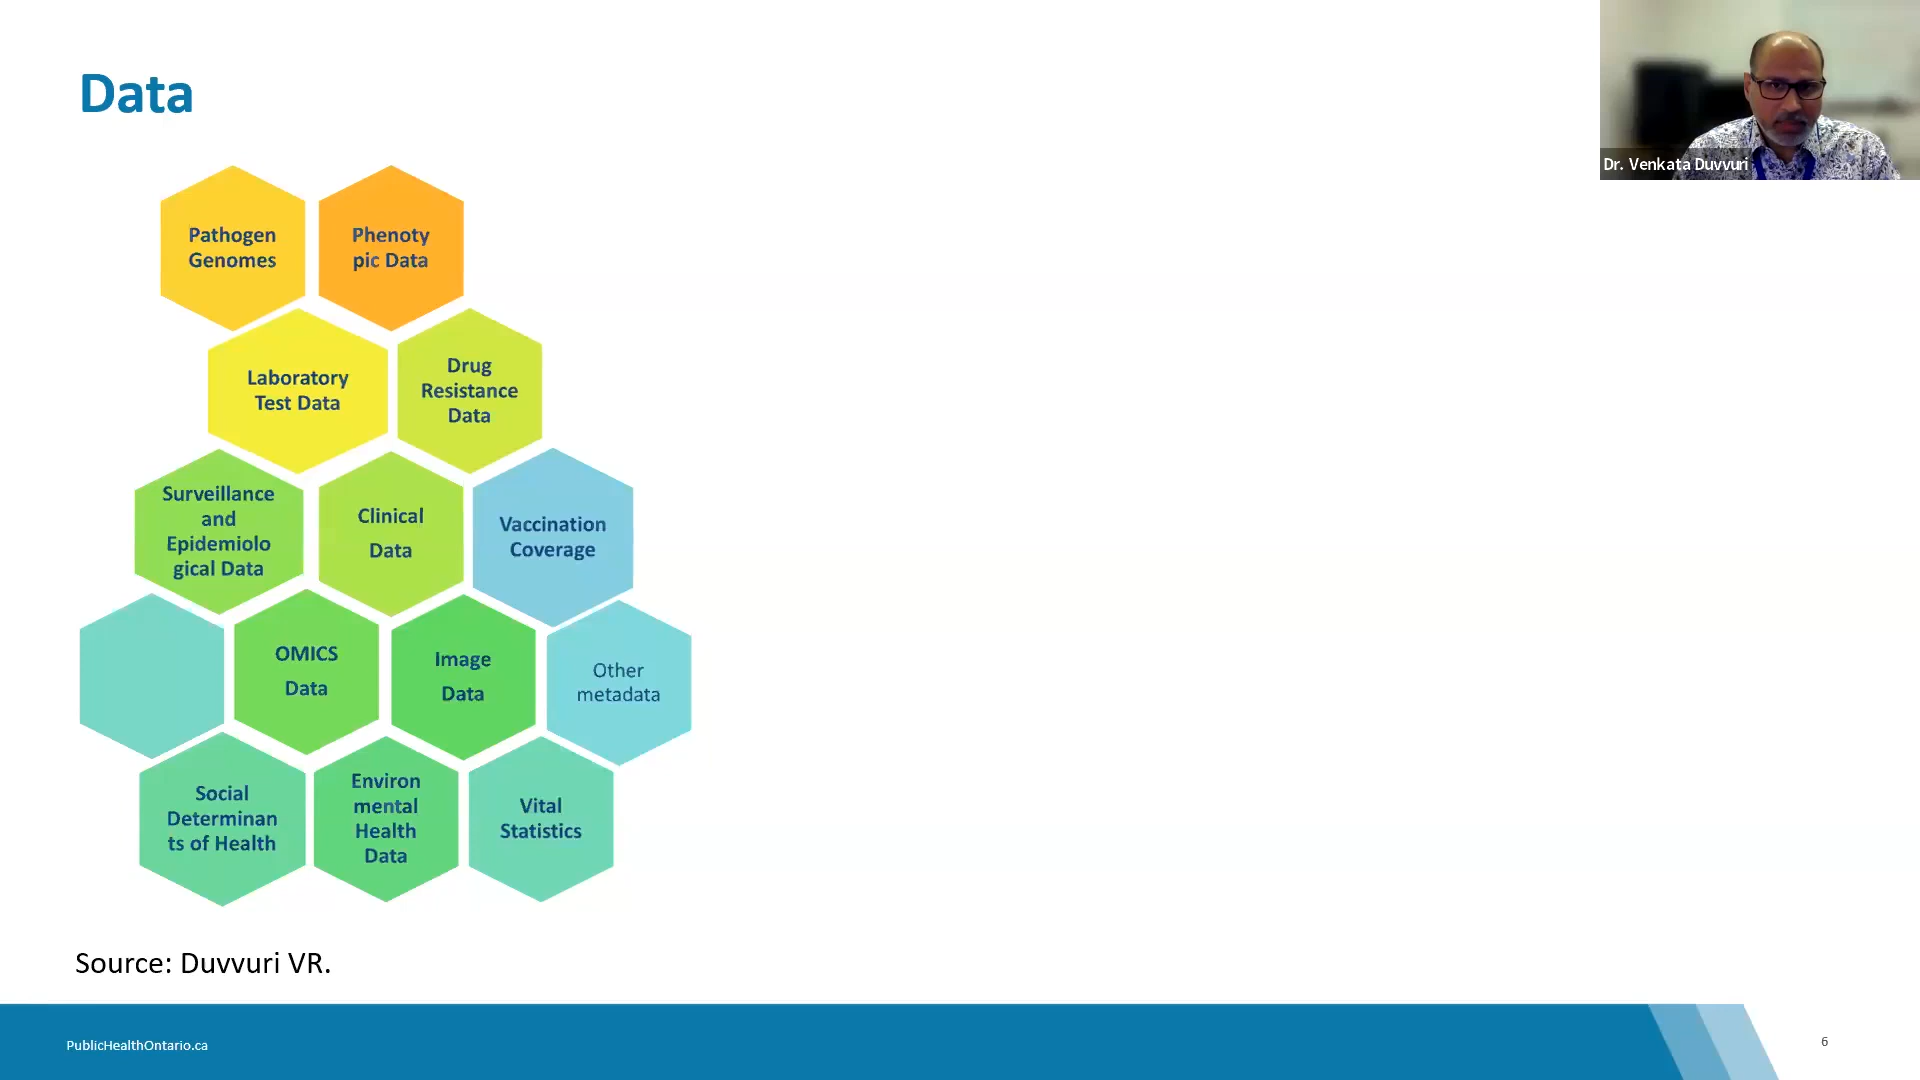 Data
Dr. Venkata Duvvuri
Pathogen
Genomes
Phenoty
pic Data
Laboratory
Test Data
Drug
Resistance
Data
Surveillance
and
Epidemiolo
gical Data
Clinical
Data
Vaccination
Coverage
OMICS
Data
Image
Data
Other
metadata
Social
Determinan
ts of Health
Environ
mental
Health
Data
Vital
Statistics
Source: Duvvuri VR.
PublicHealthOntario.ca
6